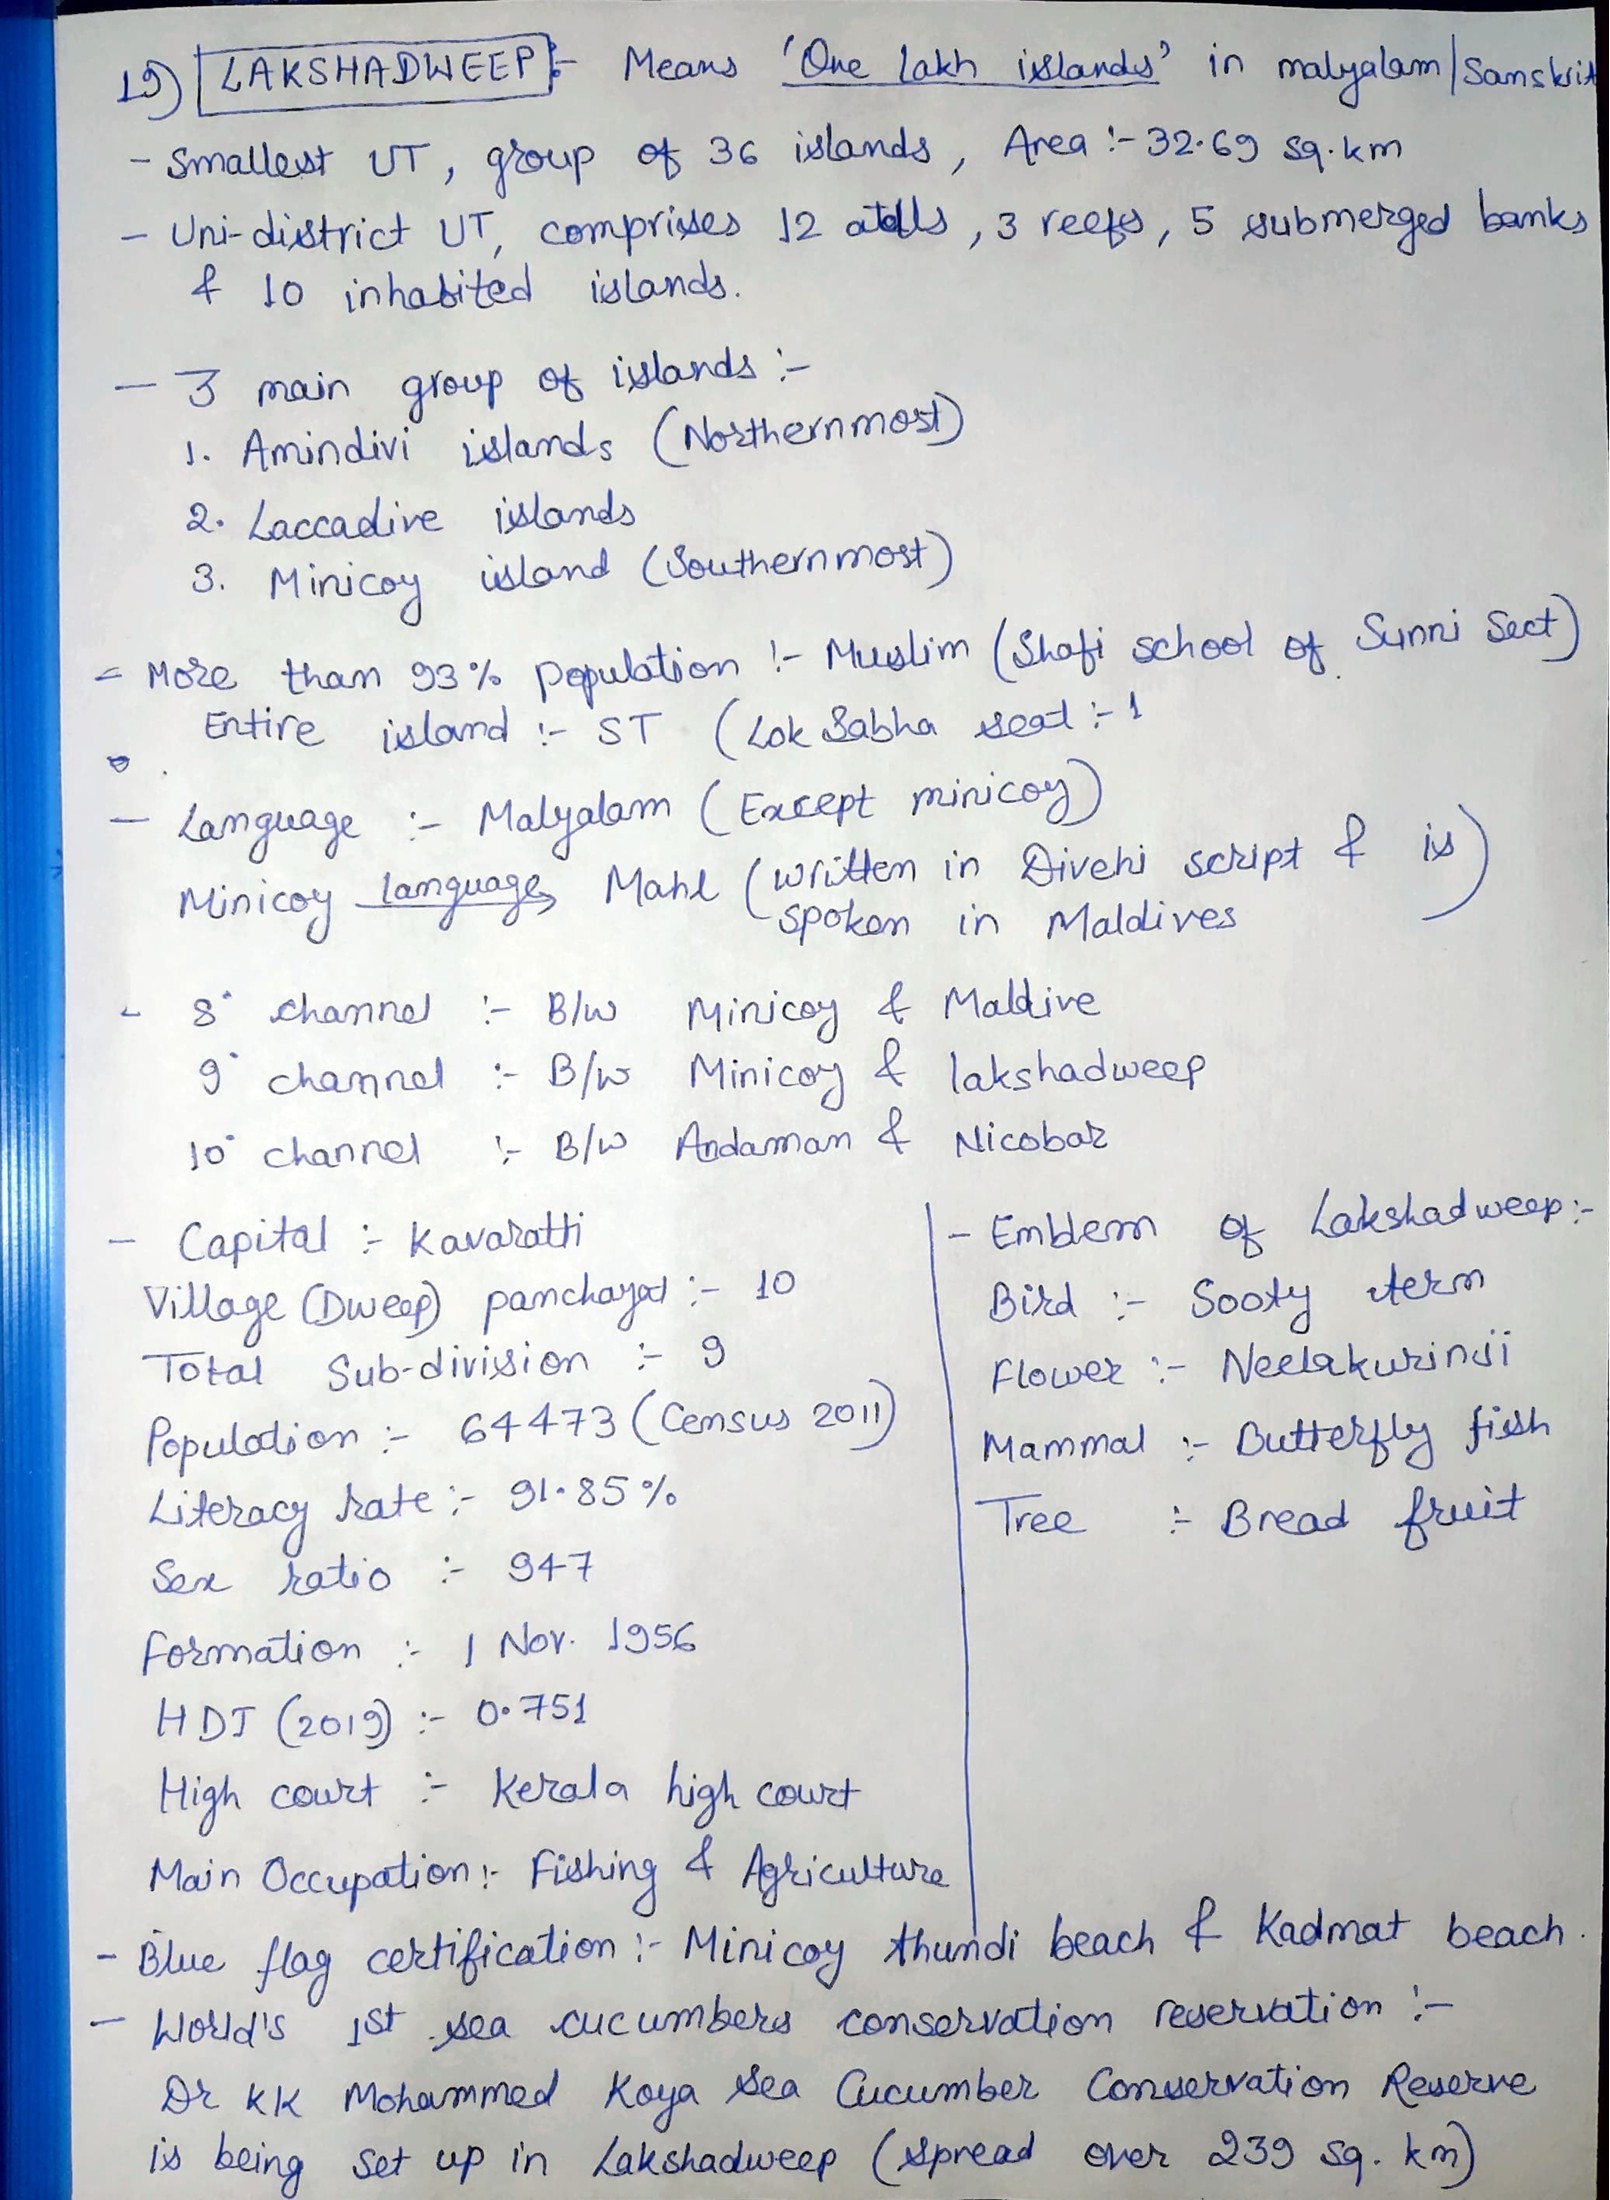 19) LAKSHADWEEP :- Means 'One lakh islands' in malyalam/Sanskrit
- Smallest UT, group of 36 islands, Area :- 32.69 sq.km
- Uni-district UT, comprises 12 atolls, 3 reefs, 5 submerged banks
& 10 inhabited islands.
- 3 main group of islands :-
1. Amindivi islands (Northernmost)
2. Laccadive islands
3. Minicoy island (Southernmost)
- More than 93% population :- Muslim (Shafi school of Sunni Sect)
Entire island :- ST (Lok Sabha seat :- 1
- Language :- Malyalam (Except minicoy)
Minicoy language, Mahl (written in Divehi script & is
spoken in Maldives)
- 8° channel :- B/w Minicoy & Maldive
9° channel :- B/w Minicoy & lakshadweep
10° channel :- B/w Andaman & Nicobar
- Capital :- Kavaratti
Village (Dweep) panchayat :- 10
Total Sub-division :- 9
Population :- 64473 (Census 2011)
Literacy rate :- 91.85%
Sex ratio :- 947
Formation :- 1 Nov. 1956
HDI (2019) :- 0.751
High court :- Kerala high court
Main Occupation :- Fishing & Agriculture
- Emblem of Lakshadweep :-
Bird :- Sooty term
Flower :- Neelakurinji
Mammal :- Butterfly fish
Tree :- Bread fruit
- Blue flag certification :- Minicoy thundi beach & Kadmat beach.
- World's 1st sea cucumbers conservation reservation :-
Dr KK Mohammed Koya Sea Cucumber Conservation Reserve
is being set up in Lakshadweep (spread over 239 sq. km)